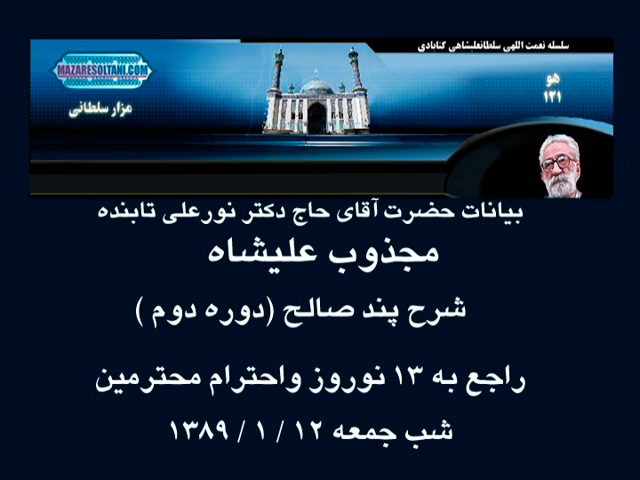 سلسله نعمت اللهی سلطانعلیشاهی گنابادی
MAZARESOLTANI.COM
هو
۱۲۱
مزار سلطانی
بیانات حضرت آقای حاج دکتر نورعلی تابنده
مجذوب علیشاه
شرح پند صالح (دوره دوم )
راجع به ۱۳ نوروز واحترام محترمین
شب جمعه ۱۲ / ۱ / ۱۳۸۹